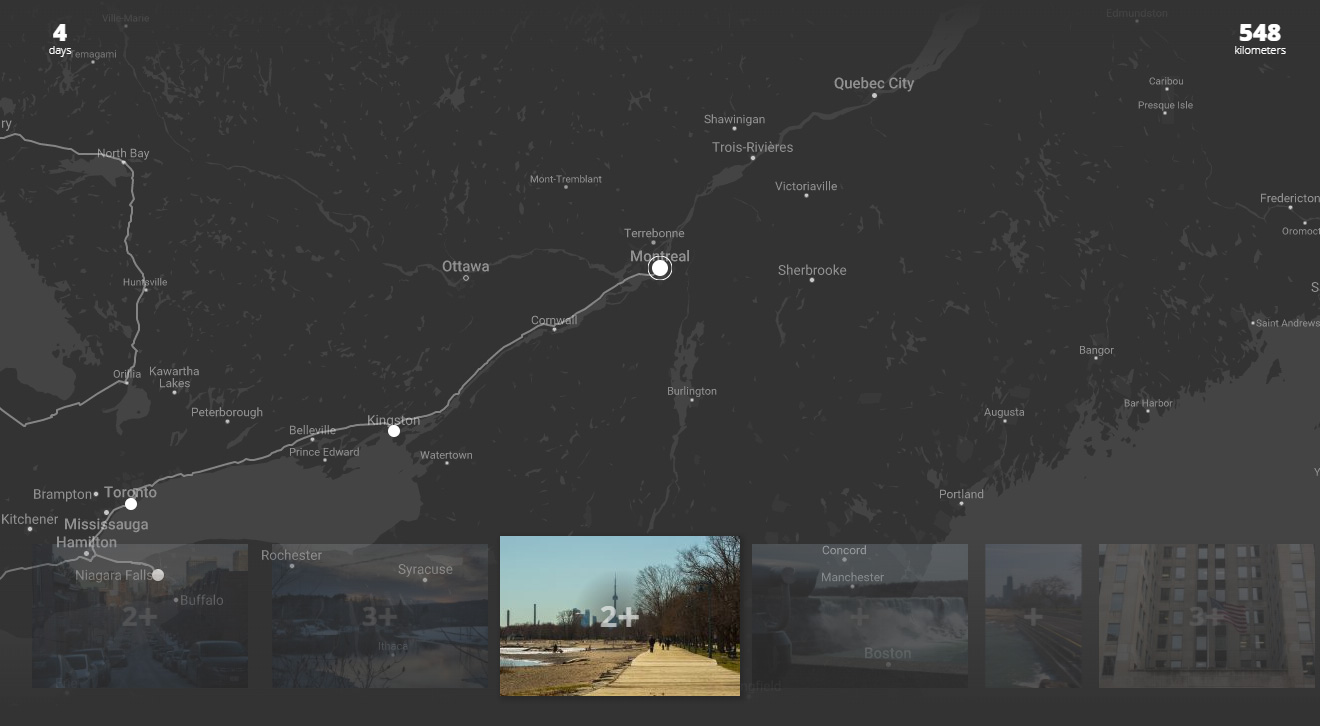 Ville-Marie
Edmundston
4
days
548
kilometers
Temagami
Quebec City
Caribou
Presque Isle
Shawinigan
ry
Trois-Rivières
North Bay
Mont-Tremblant
Victoriaville
Fredericton
Oromoct
Terrebonne
Montreal
Ottawa
Sherbrooke
Huntsville
S
Cornwall
Saint Andrews
Bangor
Orillia
Kawartha
Lakes
Burlington
Bar Harbor
Peterborough
Augusta
Kingston
Belleville
Prince Edward
Watertown
Y
Brampton
Toronto
Portland
Kitchener
Mississauga
Hamilton
Concord
Rochester
Syracuse
Niagara Falls
Manchester
Buffalo
2+
3+
2+
+
+
3+
Ithaca
Boston
field